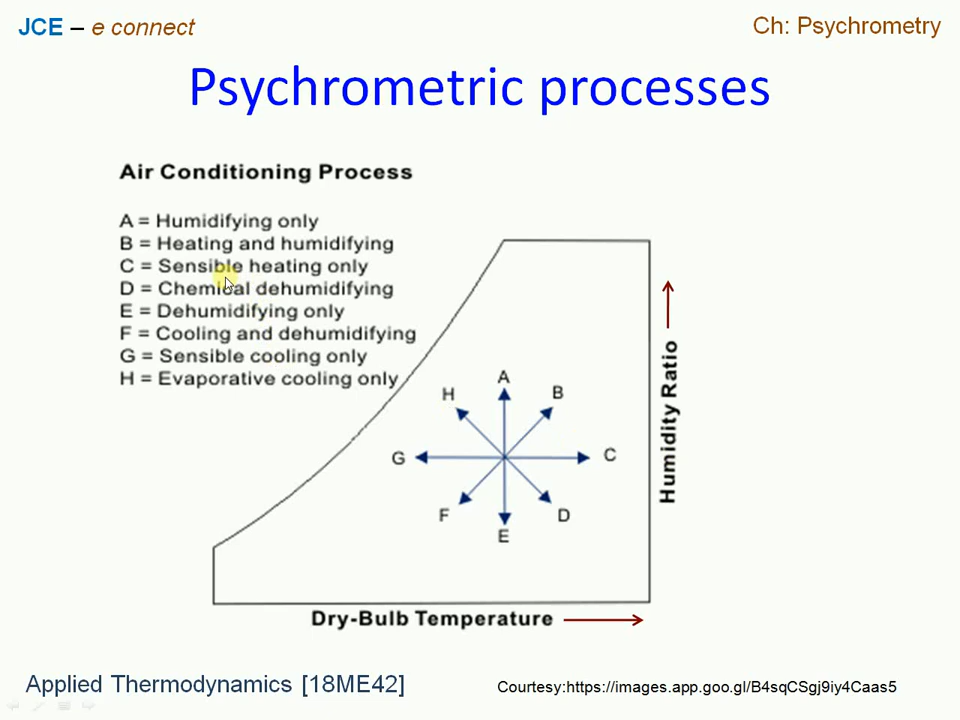 JCE – e connect
Ch: Psychrometry
Psychrometric processes
Air Conditioning Process
A = Humidifying only
B = Heating and humidifying
C = Sensible heating only
D = Chemical dehumidifying
E = Dehumidifying only
F = Cooling and dehumidifying
G = Sensible cooling only
H = Evaporative cooling only
A
H
B
G
C
F
D
E
Humidity Ratio
Dry-Bulb Temperature
Applied Thermodynamics [18ME42]
Courtesy:https://images.app.goo.gl/B4sqCSgj9iy4Caas5